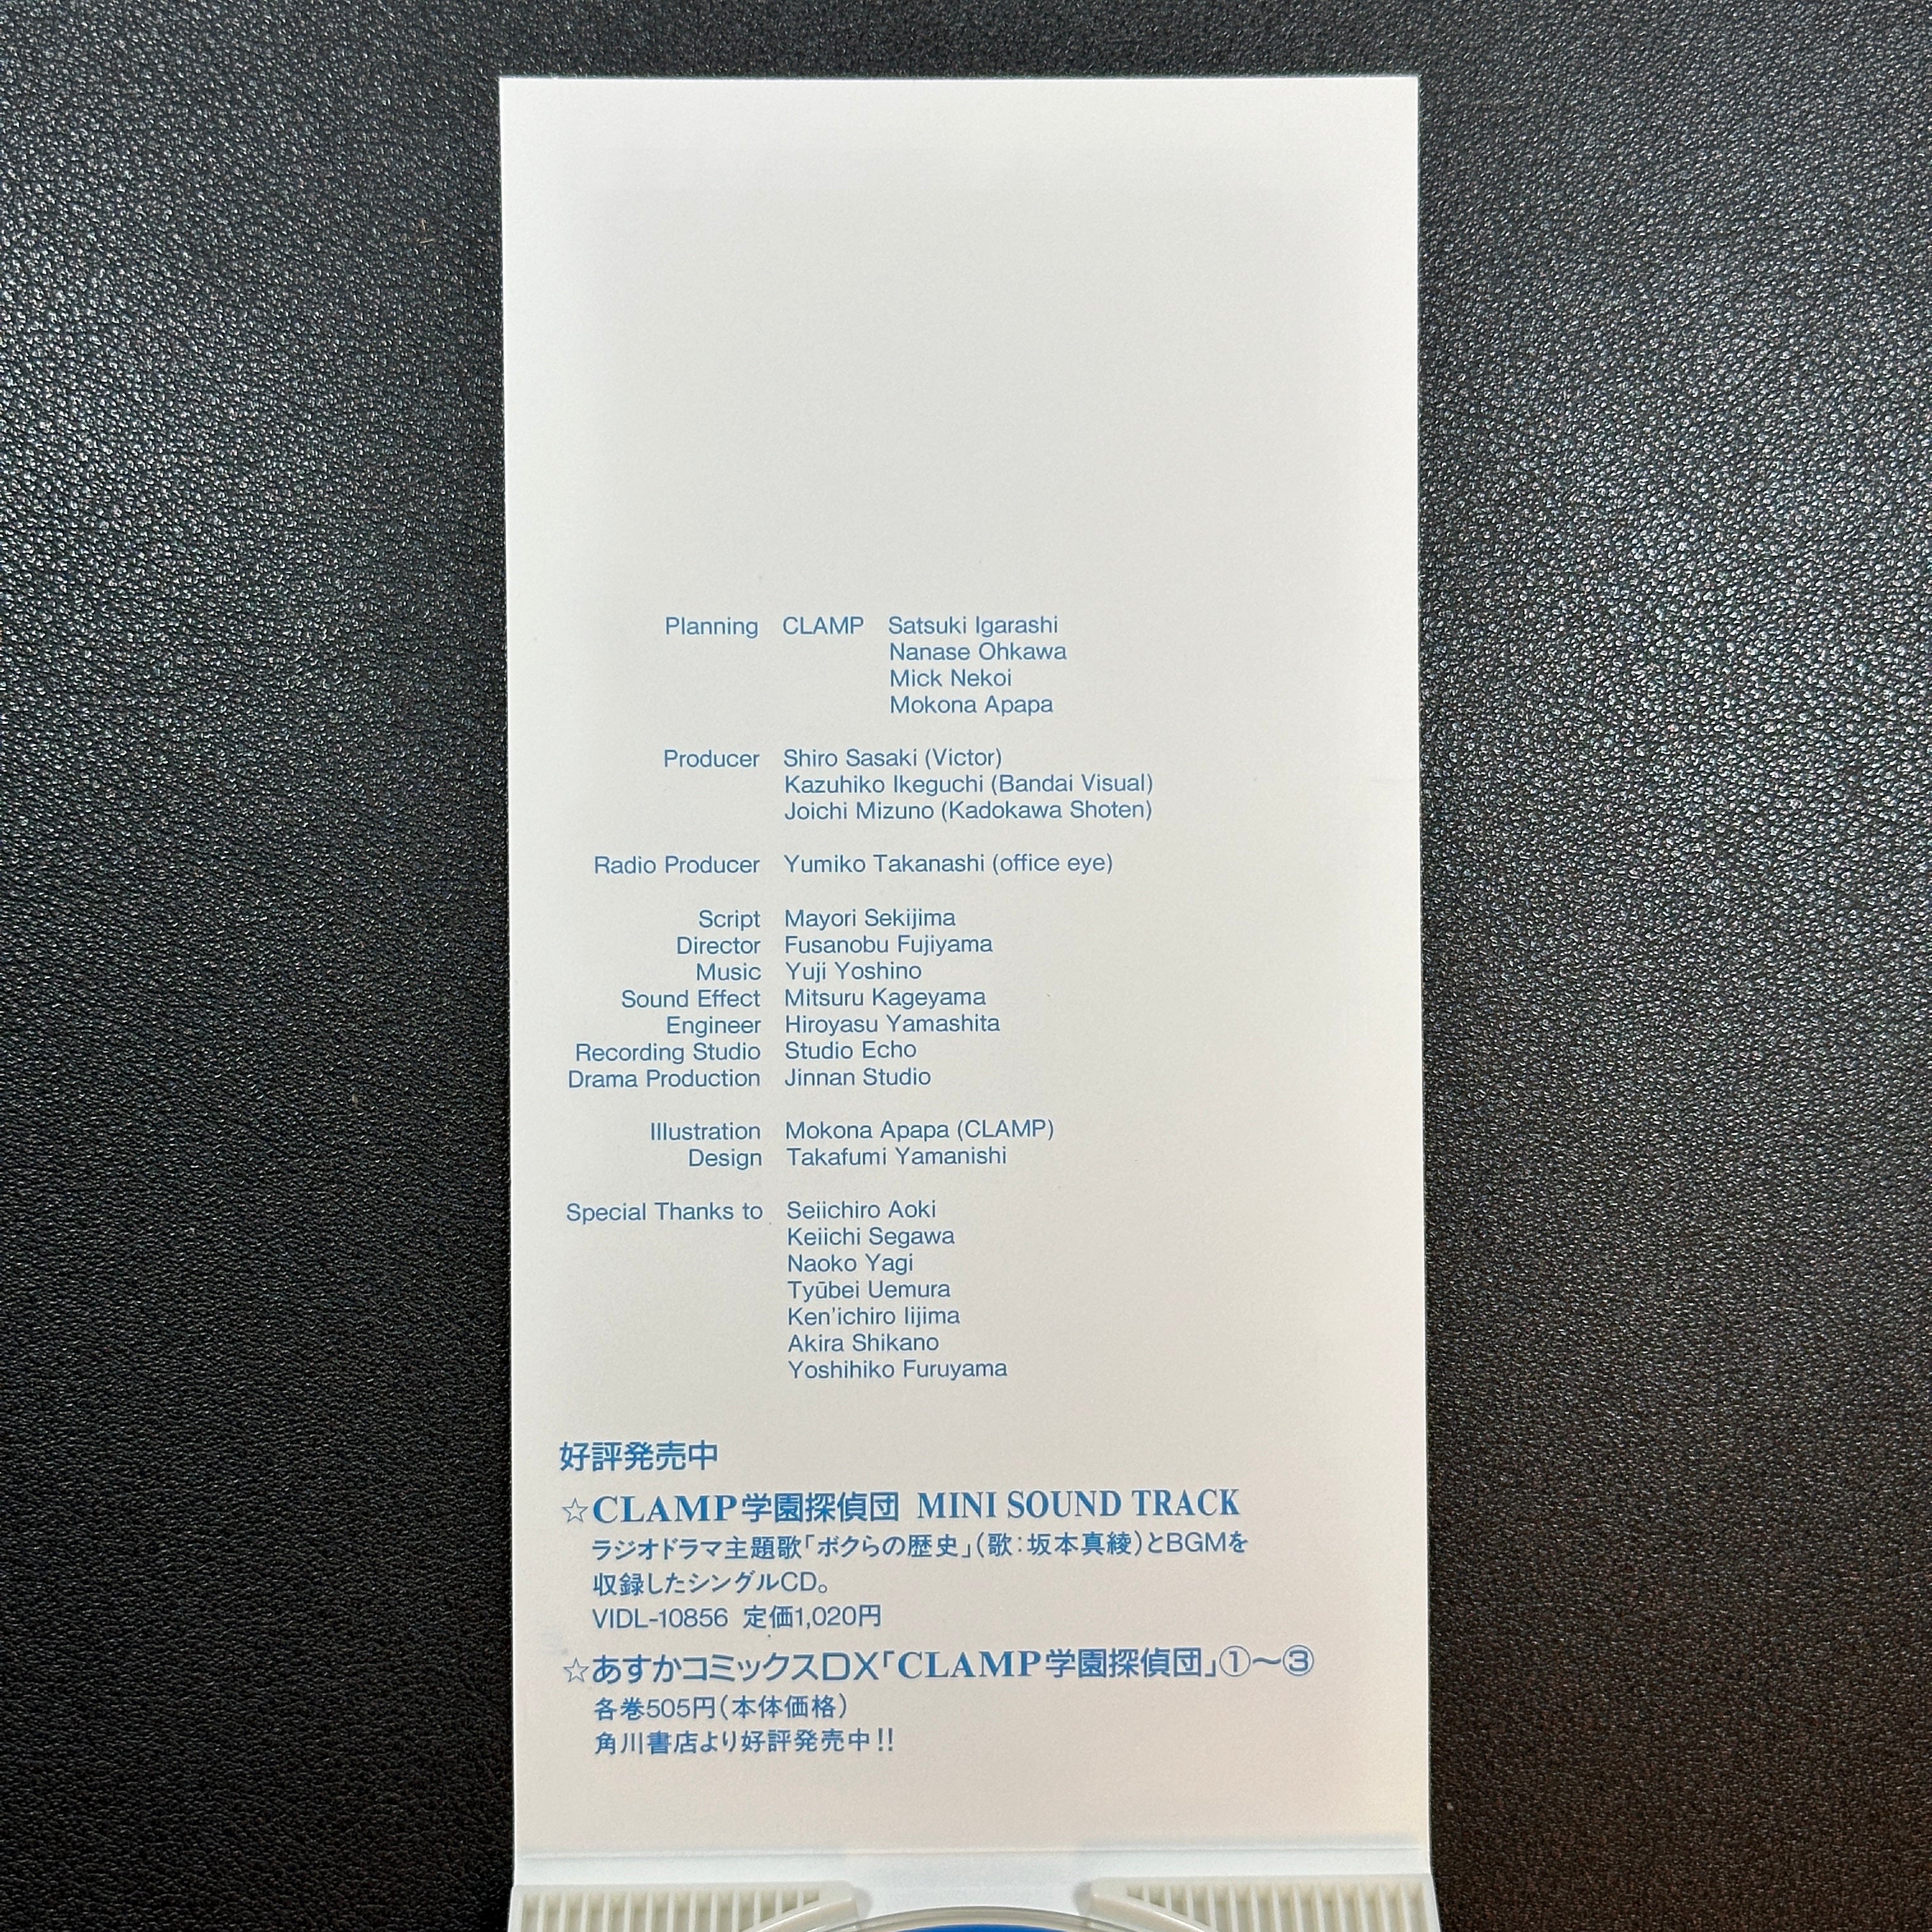 Planning CLAMP Satsuki Igarashi
Nanase Ohkawa
Mick Nekoi
Mokona Apapa
Producer Shiro Sasaki (Victor)
Kazuhiko Ikeguchi (Bandai Visual)
Joichi Mizuno (Kadokawa Shoten)
Radio Producer Yumiko Takanashi (office eye)
Script Mayori Sekijima
Director Fusanobu Fujiyama
Music Yuji Yoshino
Sound Effect Mitsuru Kageyama
Engineer Hiroyasu Yamashita
Recording Studio Studio Echo
Drama Production Jinnan Studio
Illustration Mokona Apapa (CLAMP)
Design Takafumi Yamanishi
Special Thanks to Seiichiro Aoki
Keiichi Segawa
Naoko Yagi
Tyūbei Uemura
Ken'ichiro Iijima
Akira Shikano
Yoshihiko Furuyama
好評発売中
☆CLAMP学園探偵団 MINI SOUND TRACK
ラジオドラマ主題歌「ボクらの歴史」(歌:坂本真綾)とBGMを
収録したシングルCD。
VIDL-10856 定価1,020円
☆あすかコミックスDX「CLAMP学園探偵団」①〜③
各巻505円(本体価格)
角川書店より好評発売中!!